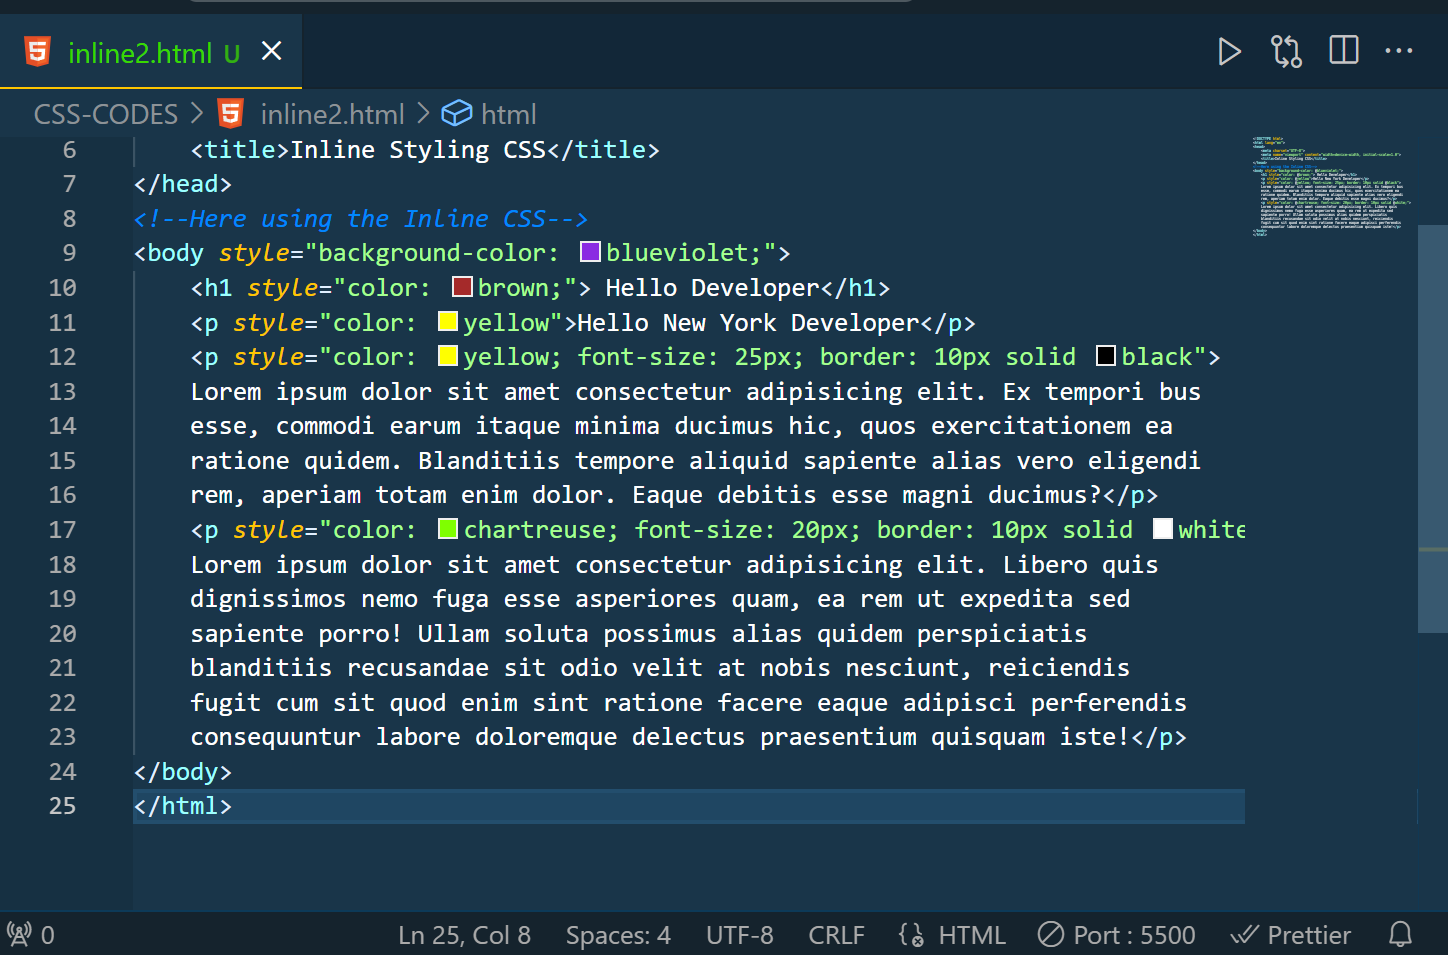 inline2.html U
CSS-CODES > inline2.html > html
6 <title>Inline Styling CSS</title>
7 </head>
8 <!--Here using the Inline CSS-->
9 <body style="background-color: blueviolet;">
10 <h1 style="color: brown;"> Hello Developer</h1>
11 <p style="color: yellow">Hello New York Developer</p>
12 <p style="color: yellow; font-size: 25px; border: 10px solid black">
13 Lorem ipsum dolor sit amet consectetur adipisicing elit. Ex tempori bus
14 esse, commodi earum itaque minima ducimus hic, quos exercitationem ea
15 ratione quidem. Blanditiis tempore aliquid sapiente alias vero eligendi
16 rem, aperiam totam enim dolor. Eaque debitis esse magni ducimus?</p>
17 <p style="color: chartreuse; font-size: 20px; border: 10px solid white
18 Lorem ipsum dolor sit amet consectetur adipisicing elit. Libero quis
19 dignissimos nemo fuga esse asperiores quam, ea rem ut expedita sed
20 sapiente porro! Ullam soluta possimus alias quidem perspiciatis
21 blanditiis recusandae sit odio velit at nobis nesciunt, reiciendis
22 fugit cum sit quod enim sint ratione facere eaque adipisci perferendis
23 consequuntur labore doloremque delectus praesentium quisquam iste!</p>
24 </body>
25 </html>
0 Ln 25, Col 8 Spaces: 4 UTF-8 CRLF HTML Port : 5500 Prettier